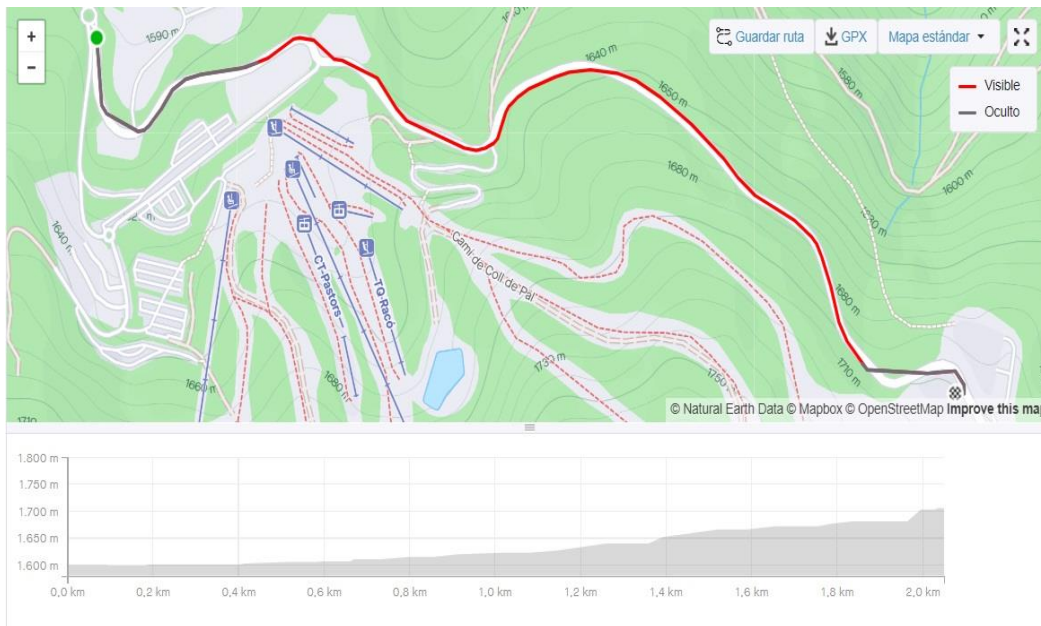 +
−
Guardar ruta
GPX
Mapa estándar
Visible
Oculto
1590 m
1640 m
1650 m
1580 m
1680 m
1600 m
1640 m
Camí de Coll de Pal
CT-Pastors
TQ-Racó
1680 m
1660 m
1680 m
1730 m
1750
1710 m
1710
© Natural Earth Data © Mapbox © OpenStreetMap Improve this map
1.800 m
1.750 m
1.700 m
1.650 m
1.600 m
0,0 km
0,2 km
0,4 km
0,6 km
0,8 km
1,0 km
1,2 km
1,4 km
1,6 km
1,8 km
2,0 km